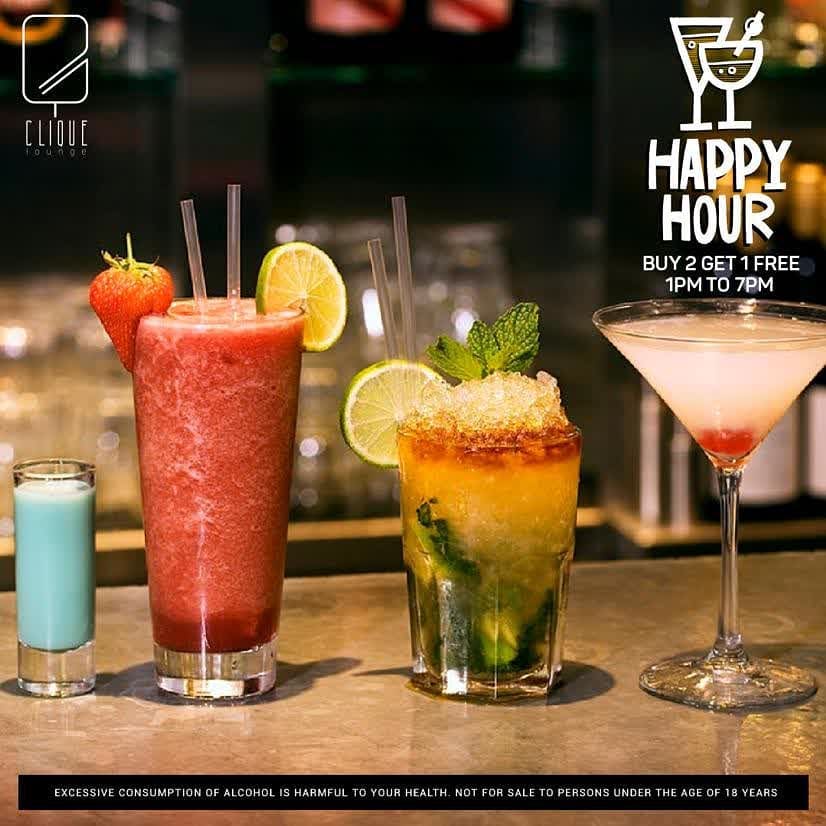 CLIQUE
lounge
HAPPY
HOUR
BUY 2 GET 1 FREE
1PM TO 7PM
EXCESSIVE CONSUMPTION OF ALCOHOL IS HARMFUL TO YOUR HEALTH. NOT FOR SALE TO PERSONS UNDER THE AGE OF 18 YEARS